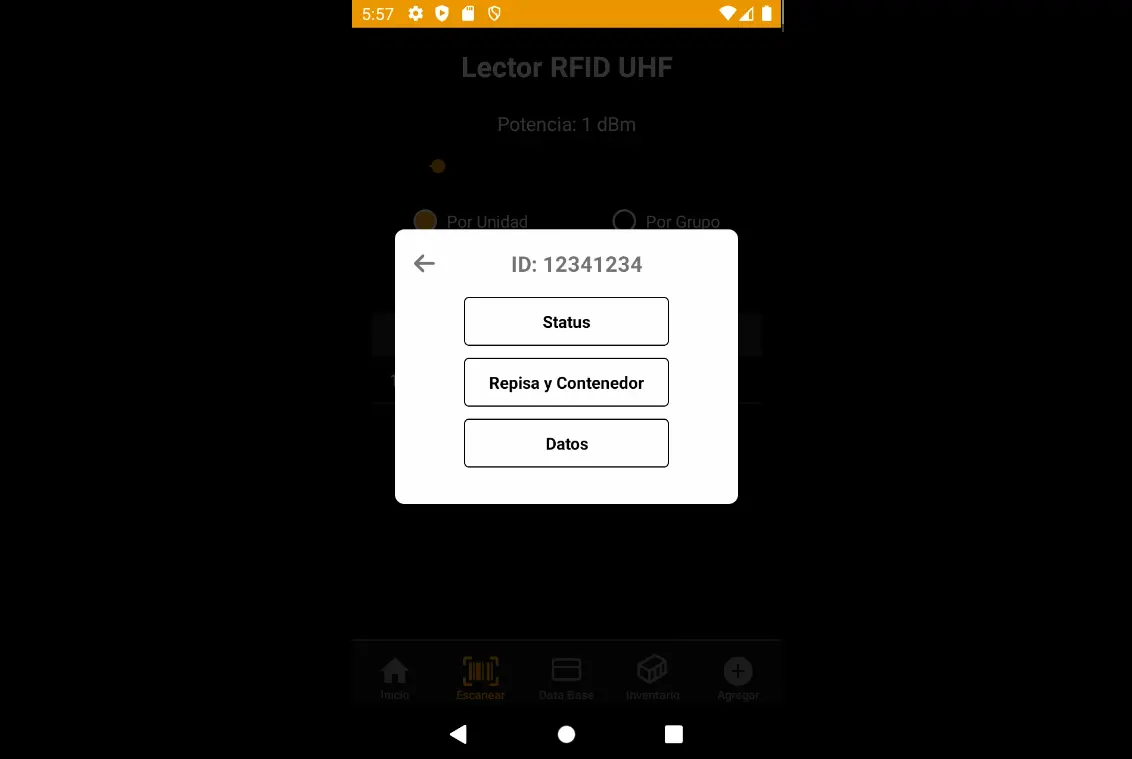 5:57
Lector RFID UHF
Potencia: 1 dBm
Por Unidad
Por Grupo
ID: 12341234
Status
Repisa y Contenedor
Datos
Inicio
Escanear
Data Base
Inventario
Agregar